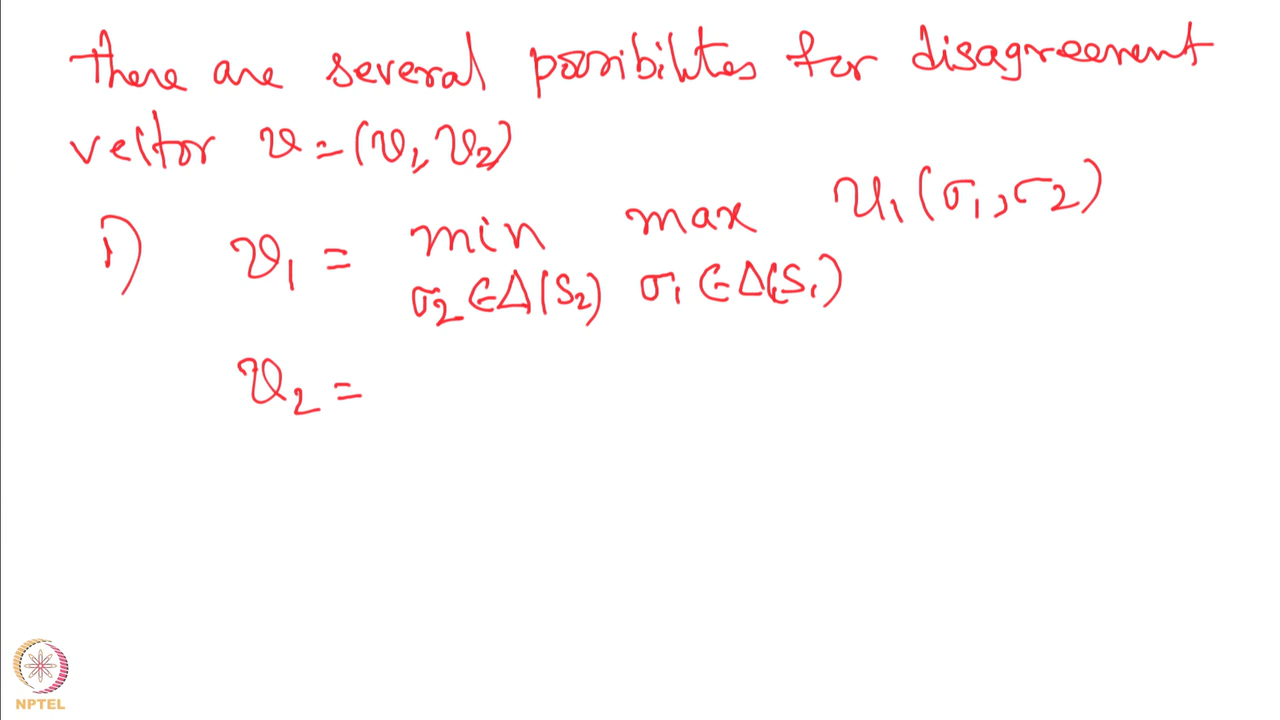 there are several possibilites for disagreement
vector v = (v₁, v₂)
1) v₁ = min max u₁(σ₁, σ₂)
σ₂ ∈ Δ(S₂) σ₁ ∈ Δ(S₁)
v₂ =
NPTEL